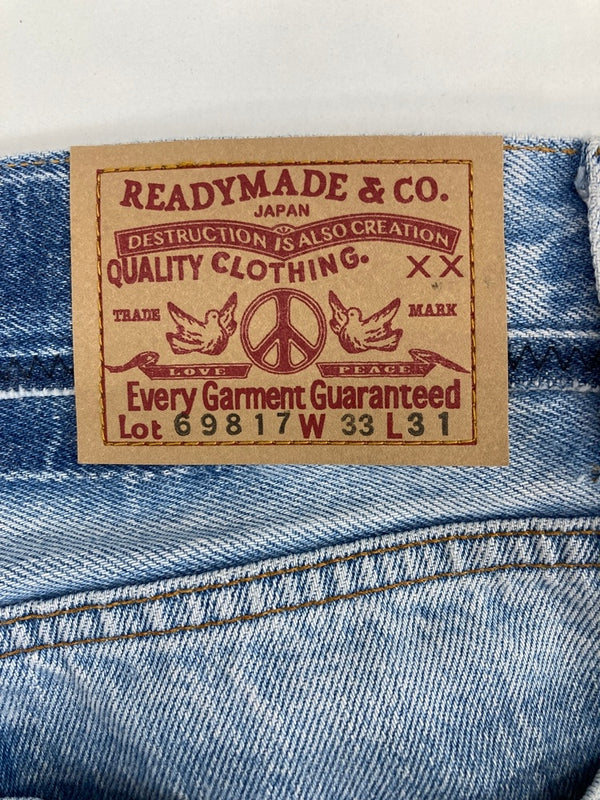 READYMADE & CO.
JAPAN
DESTRUCTION IS ALSO CREATION
QUALITY CLOTHING. XX
TRADE MARK
LOVE PEACE
Every Garment Guaranteed
Lot 69817 W 33 L31